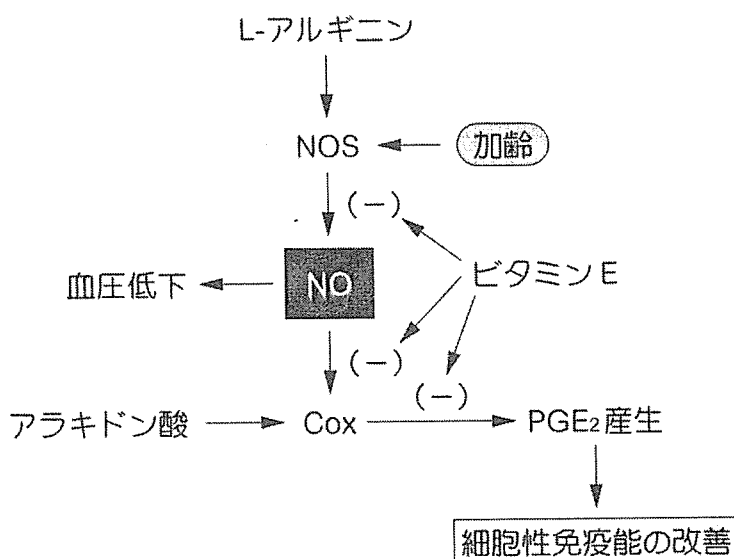 L-アルギニン
NOS
加齢
(−)
血圧低下
NO
ビタミンE
(−)
(−)
アラキドン酸
Cox
PGE₂産生
細胞性免疫能の改善